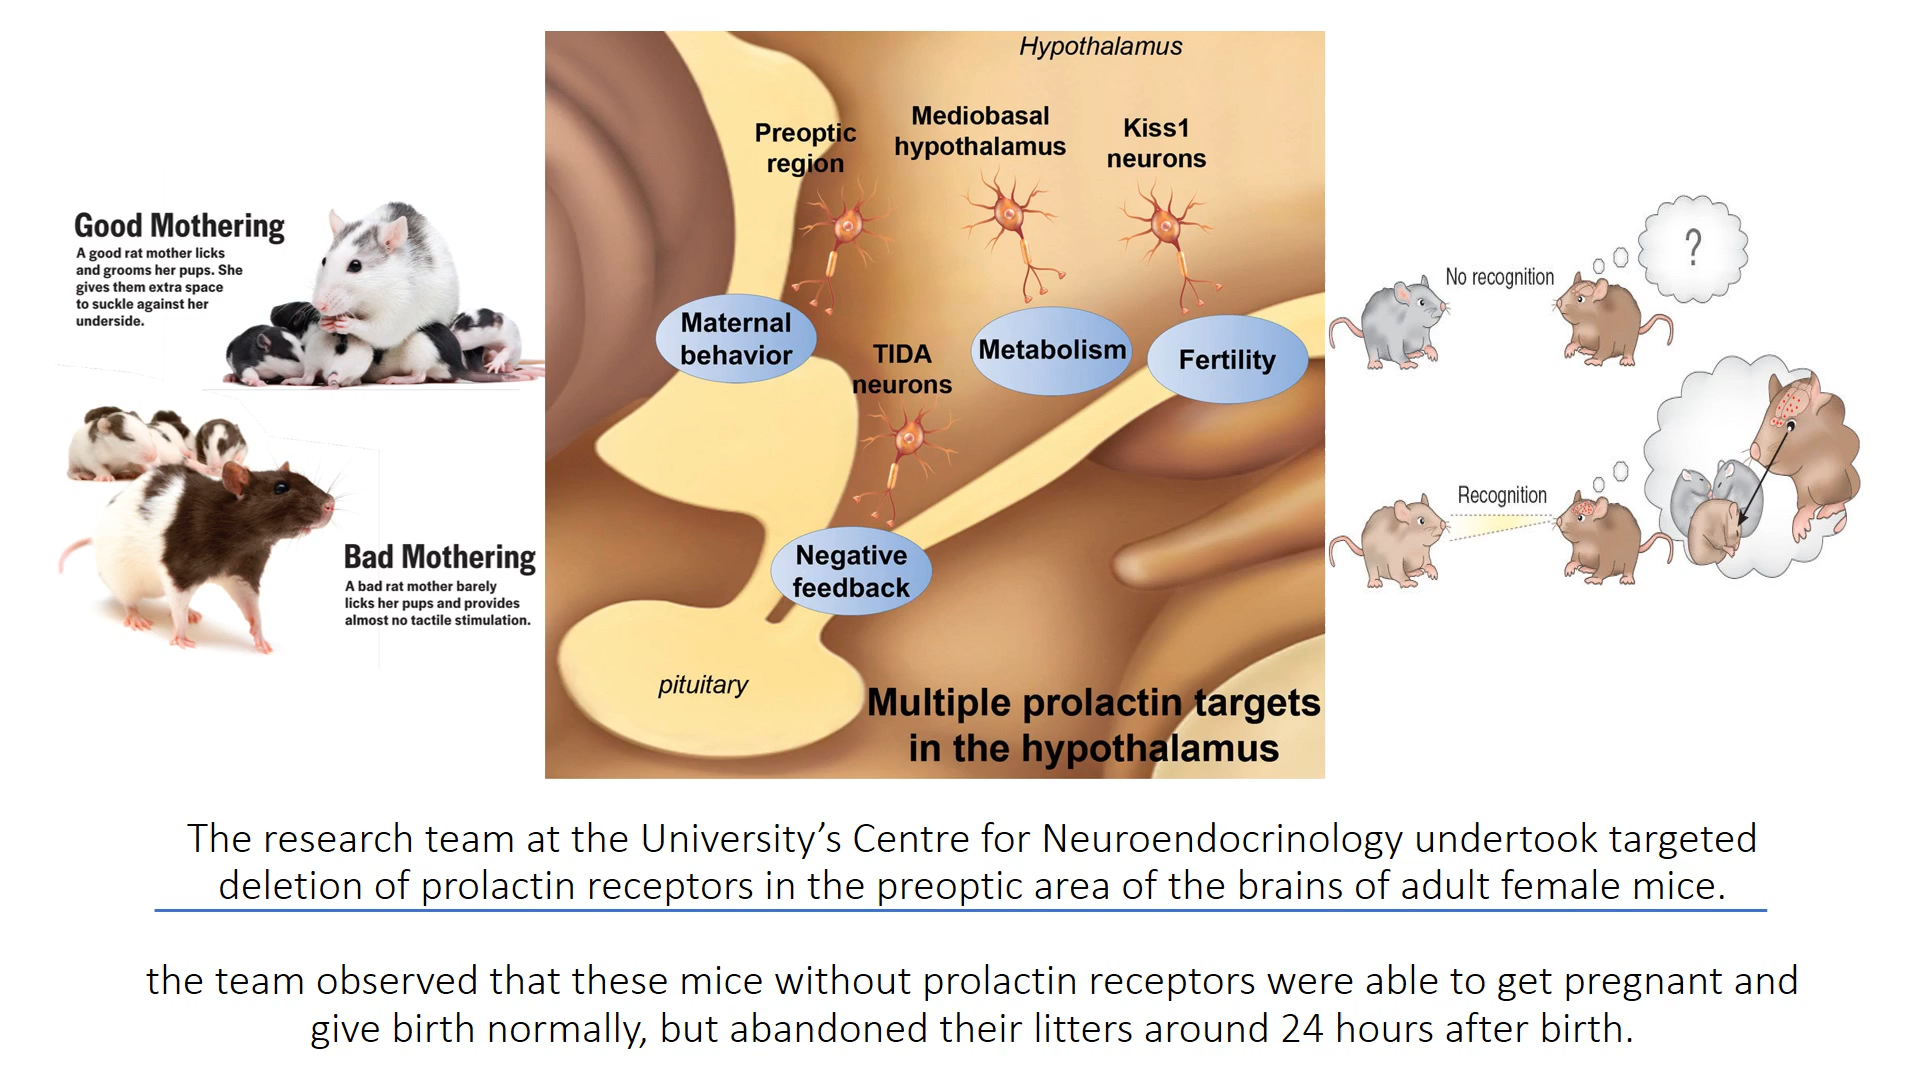 Good Mothering
A good rat mother licks
and grooms her pups. She
gives them extra space
to suckle against her
underside.
Bad Mothering
A bad rat mother barely
licks her pups and provides
almost no tactile stimulation.
Hypothalamus
Preoptic
region
Mediobasal
hypothalamus
Kiss1
neurons
Maternal
behavior
TIDA
neurons
Metabolism
Fertility
Negative
feedback
pituitary
Multiple prolactin targets
in the hypothalamus
No recognition
?
Recognition
The research team at the University’s Centre for Neuroendocrinology undertook targeted
deletion of prolactin receptors in the preoptic area of the brains of adult female mice.
the team observed that these mice without prolactin receptors were able to get pregnant and
give birth normally, but abandoned their litters around 24 hours after birth.